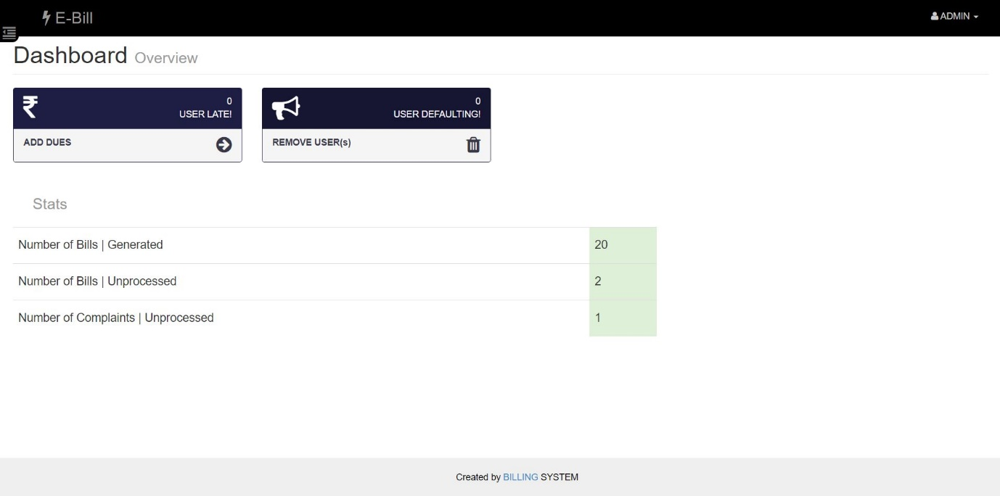 E-Bill
ADMIN
Dashboard Overview
0
USER LATE!
ADD DUES
0
USER DEFAULTING!
REMOVE USER(s)
Stats
Number of Bills | Generated 20
Number of Bills | Unprocessed 2
Number of Complaints | Unprocessed 1
Created by BILLING SYSTEM